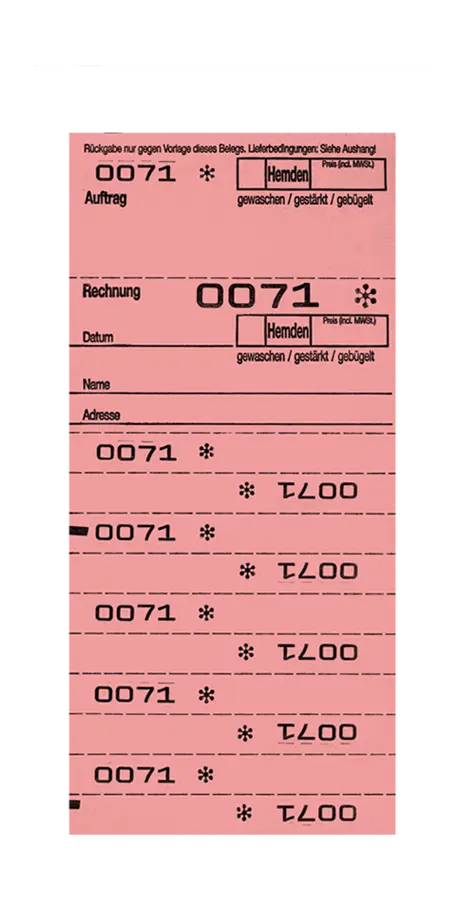 Rückgabe nur gegen Vorlage dieses Belegs. Lieferbedingungen: Siehe Aushang!
0071 * Hemden Preis (incl. MWSt.)
Auftrag gewaschen / gestärkt / gebügelt
Rechnung 0071 *
Datum Hemden Preis (incl. MWSt.)
gewaschen / gestärkt / gebügelt
Name
Adresse
0071 *
0071 *
0071 *
0071 *
0071 *
0071 *
0071 *
0071 *
0071 *
0071 *